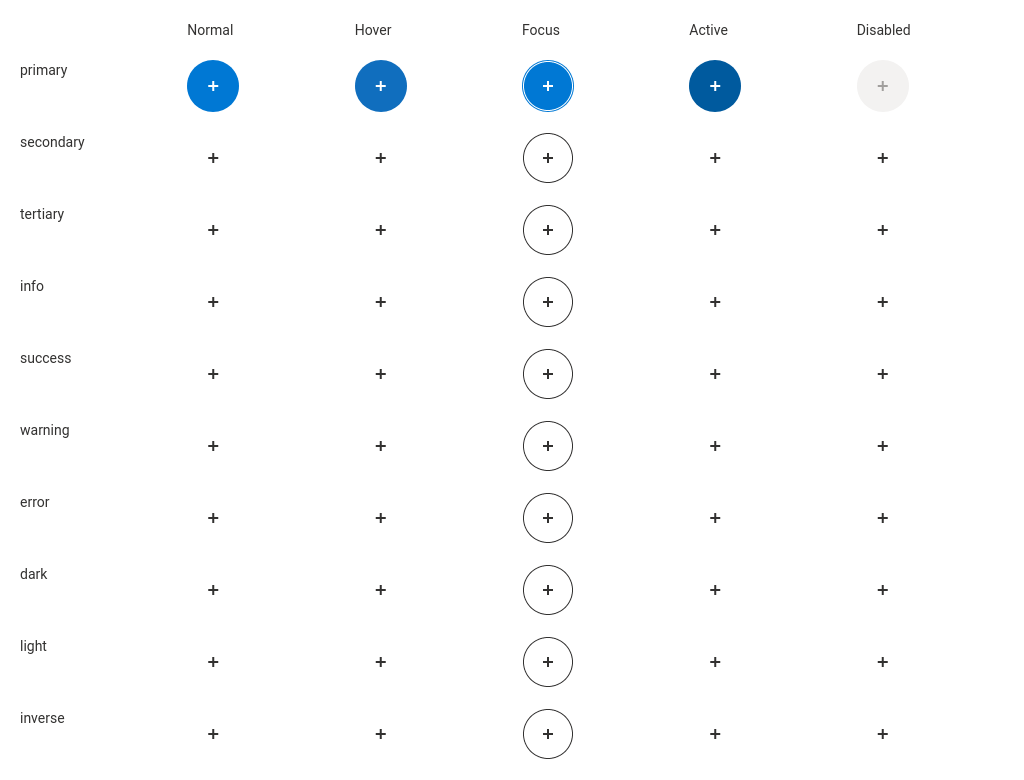 Normal Hover Focus Active Disabled
primary + + + + +
secondary + + + + +
tertiary + + + + +
info + + + + +
success + + + + +
warning + + + + +
error + + + + +
dark + + + + +
light + + + + +
inverse + + + + +